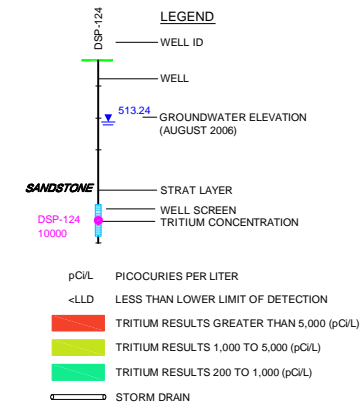 DSP-124
LEGEND
WELL ID
WELL
513.24
GROUNDWATER ELEVATION
(AUGUST 2006)
SANDSTONE
STRAT LAYER
WELL SCREEN
DSP-124
TRITIUM CONCENTRATION
10000
pCi/L PICOCURIES PER LITER
<LLD LESS THAN LOWER LIMIT OF DETECTION
TRITIUM RESULTS GREATER THAN 5,000 (pCi/L)
TRITIUM RESULTS 1,000 TO 5,000 (pCi/L)
TRITIUM RESULTS 200 TO 1,000 (pCi/L)
STORM DRAIN